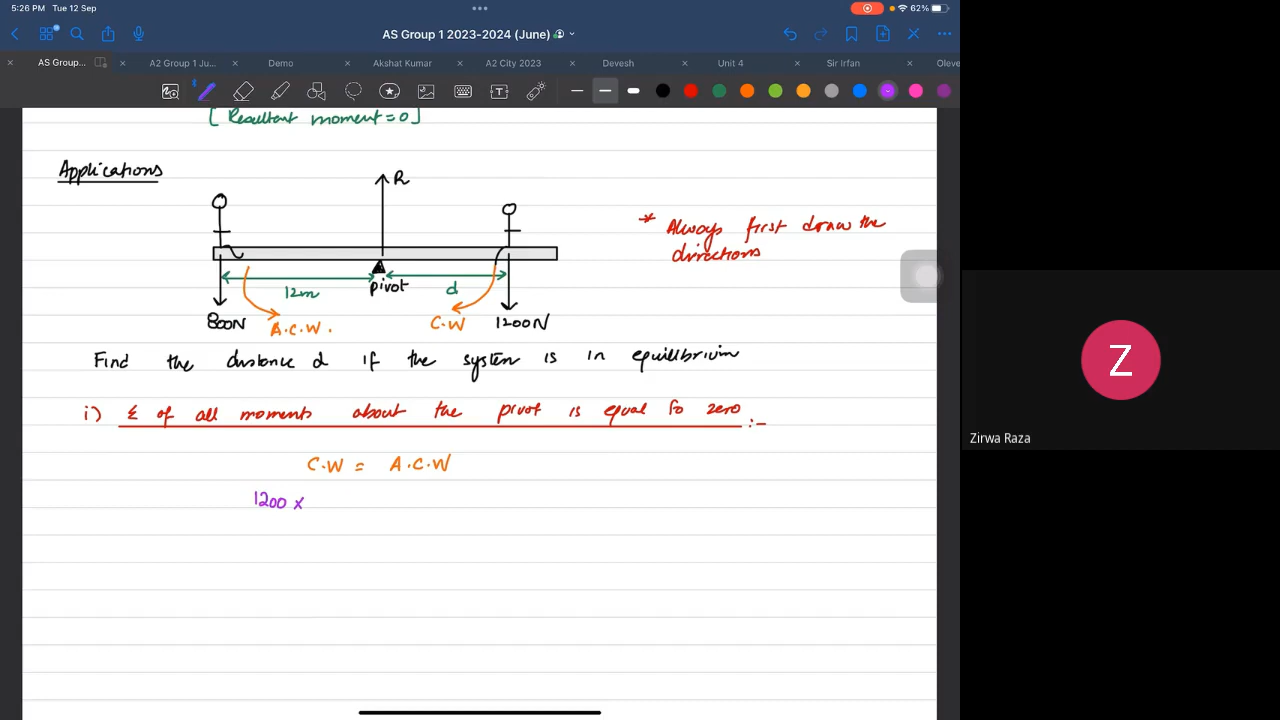 5:26 PM Tue 12 Sep
62%
AS Group 1 2023-2024 (June)
AS Group...
A2 Group 1 Ju...
Demo
Akshat Kumar
A2 City 2023
Devesh
Unit 4
Sir Irfan
Oleve
[ Resultant moment = 0 ]
Applications
R
* Always first draw the
directions
12m
pivot
d
800N
A.C.W.
C.W
1200N
Find the distance d if the system is in equilibrium
i) Σ of all moments about the pivot is equal to zero :-
C.W = A.C.W
1200 x
Z
Zirwa Raza